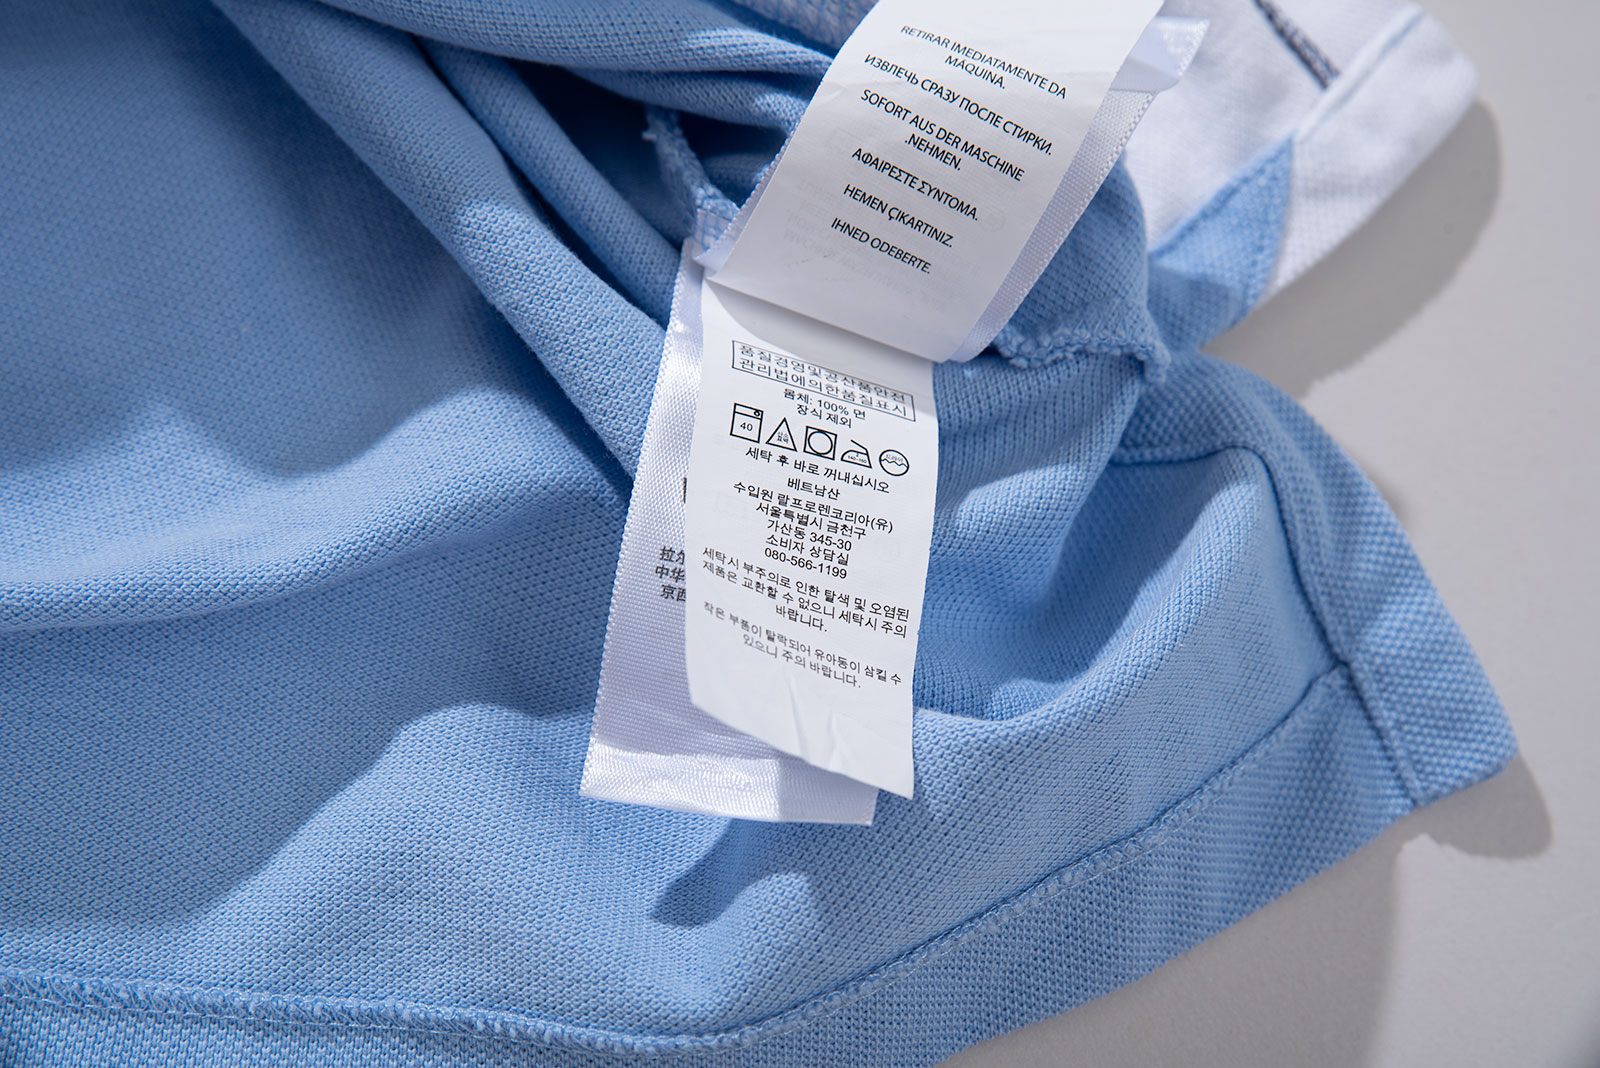 RETIRAR IMEDIATAMENTE DA
MAQUINA.
ИЗВЛЕЧЬ СРАЗУ ПОСЛЕ СТИРКИ.
SOFORT AUS DER MASCHINE
.NEHMEN.
ΑΦΑΙΡΕΣΤΕ ΣΥΝΤΟΜΑ.
HEMEN ÇIKARTINIZ.
IHNED ODEBERTE.
품질경영및공산품안전
관리법에의한품질표시
몸체: 100% 면
장식 제외
40
세탁 후 바로 꺼내십시오
베트남산
수입원 랄프로렌코리아(유)
서울특별시 금천구
가산동 345-30
소비자 상담실
080-566-1199
세탁시 부주의로 인한 탈색 및 오염된
제품은 교환할 수 없으니 세탁시 주의
바랍니다.
작은 부품이 탈락되어 유아동이 삼킬 수
있으니 주의 바랍니다.
拉尔
中华
京西